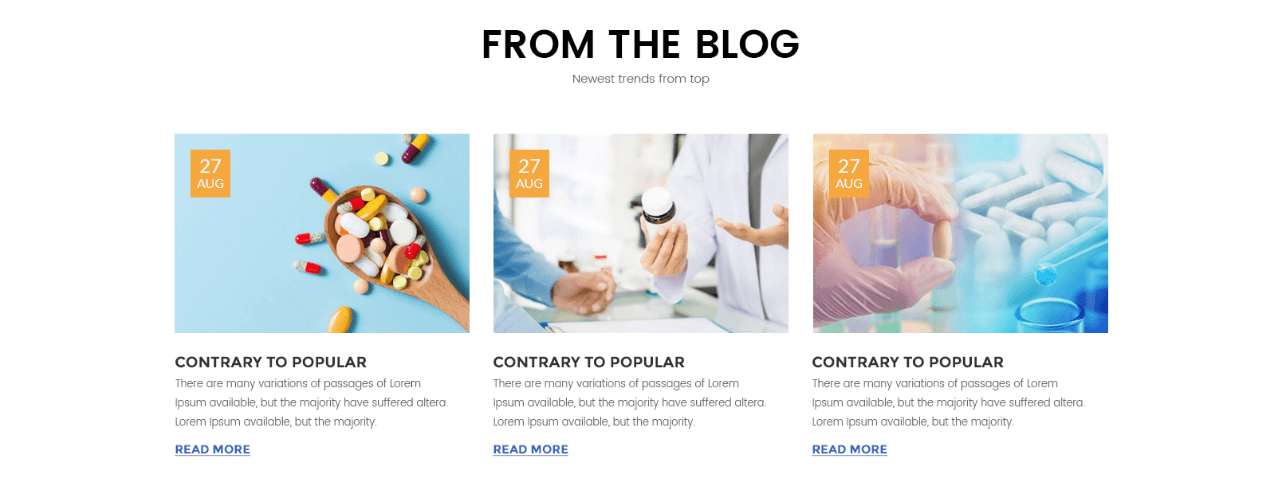 FROM THE BLOG
Newest trends from top
27
AUG
27
AUG
27
AUG
CONTRARY TO POPULAR
There are many variations of passages of Lorem
Ipsum available, but the majority have suffered altera.
Lorem Ipsum available, but the majority.
READ MORE
CONTRARY TO POPULAR
There are many variations of passages of Lorem
Ipsum available, but the majority have suffered altera.
Lorem Ipsum available, but the majority.
READ MORE
CONTRARY TO POPULAR
There are many variations of passages of Lorem
Ipsum available, but the majority have suffered altera.
Lorem Ipsum available, but the majority.
READ MORE